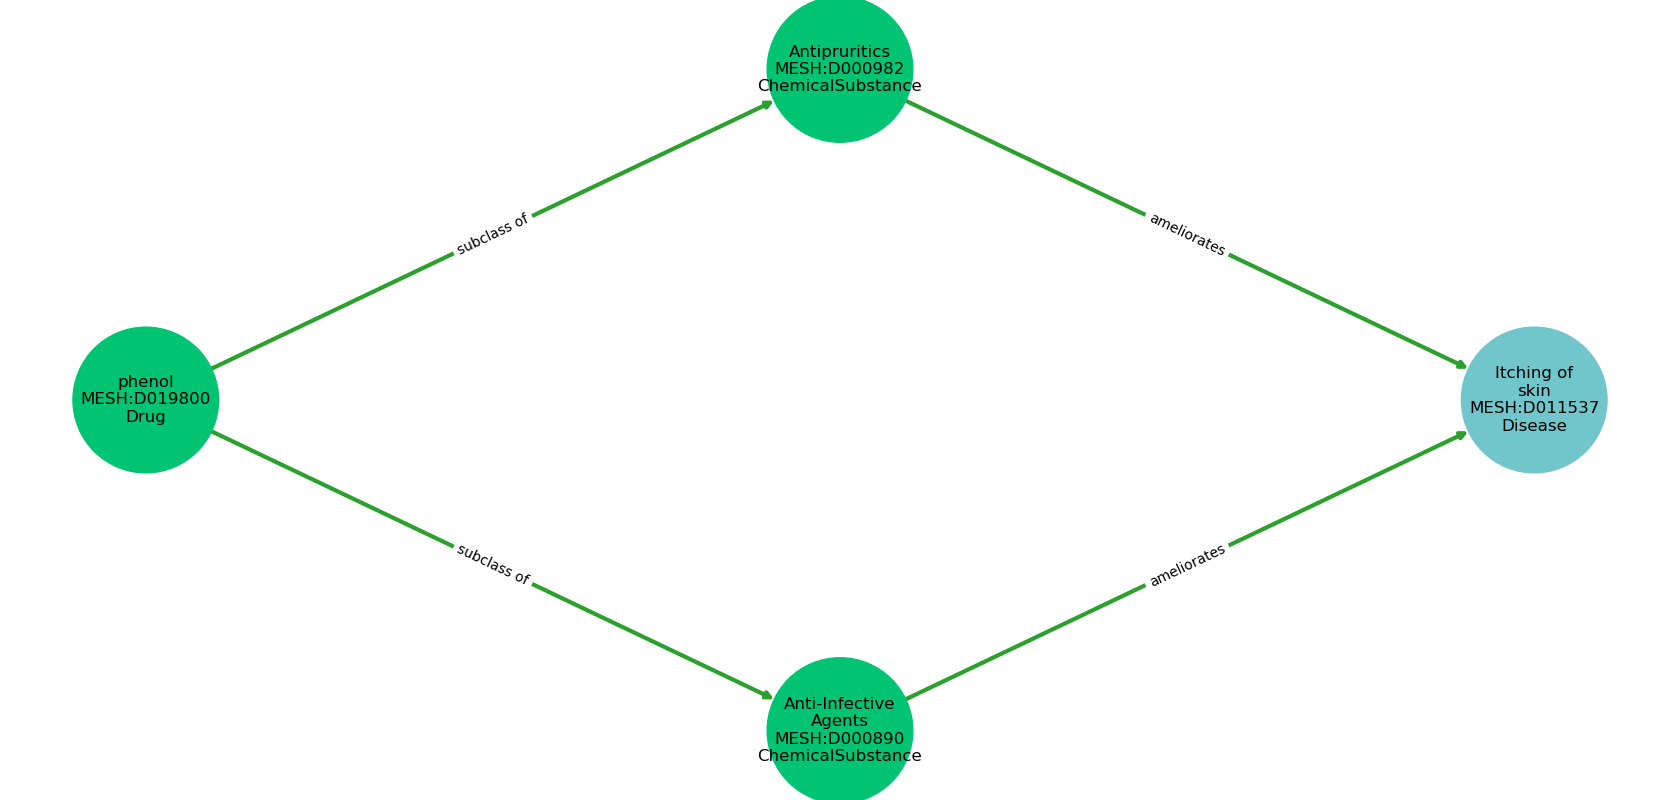 Antipruritics
MESH:D000982
ChemicalSubstance
subclass of
ameliorates
phenol
MESH:D019800
Drug
Itching of
skin
MESH:D011537
Disease
subclass of
ameliorates
Anti-Infective
Agents
MESH:D000890
ChemicalSubstance